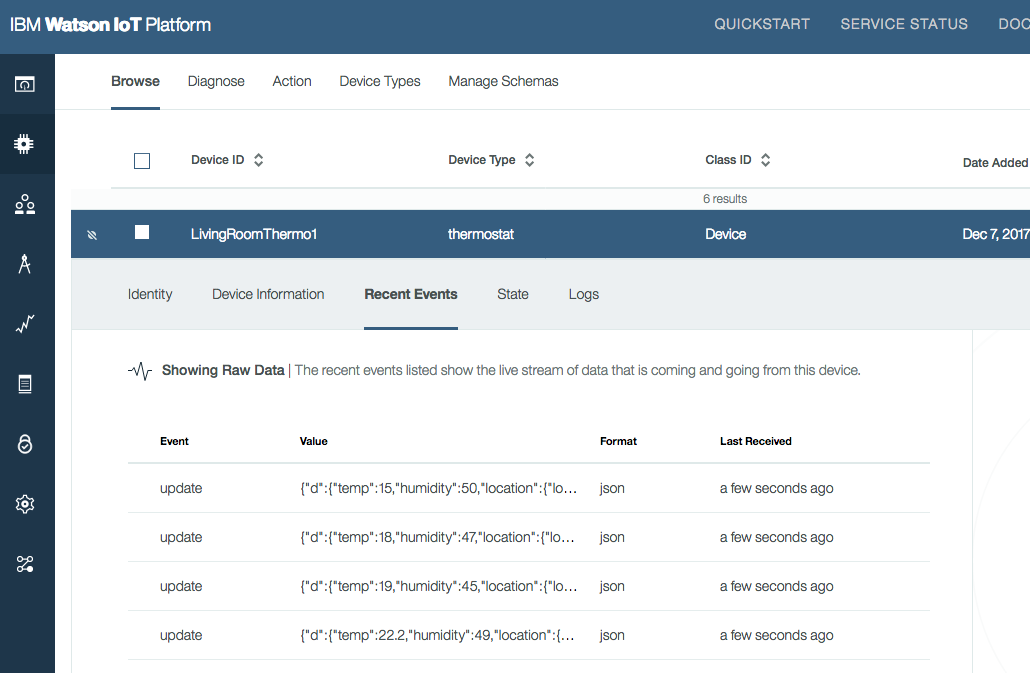 IBM Watson IoT Platform QUICKSTART SERVICE STATUS DOC
Browse Diagnose Action Device Types Manage Schemas
Device ID Device Type Class ID Date Added
6 results
LivingRoomThermo1 thermostat Device Dec 7, 2017
Identity Device Information Recent Events State Logs
Showing Raw Data | The recent events listed show the live stream of data that is coming and going from this device.
Event Value Format Last Received
update {"d":{"temp":15,"humidity":50,"location":{"lo... json a few seconds ago
update {"d":{"temp":18,"humidity":47,"location":{"lo... json a few seconds ago
update {"d":{"temp":19,"humidity":45,"location":{"lo... json a few seconds ago
update {"d":{"temp":22.2,"humidity":49,"location":{... json a few seconds ago